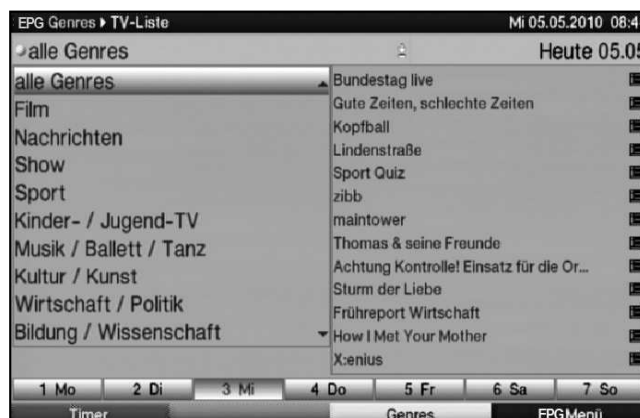 EPG Genres ▸ TV-Liste Mi 05.05.2010 08:4
alle Genres Heute 05.05
alle Genres
Film
Nachrichten
Show
Sport
Kinder- / Jugend-TV
Musik / Ballett / Tanz
Kultur / Kunst
Wirtschaft / Politik
Bildung / Wissenschaft
Bundestag live
Gute Zeiten, schlechte Zeiten
Kopfball
Lindenstraße
Sport Quiz
zibb
maintower
Thomas & seine Freunde
Achtung Kontrolle! Einsatz für die Or...
Sturm der Liebe
Frühreport Wirtschaft
How I Met Your Mother
X:enius
1 Mo 2 Di 3 Mi 4 Do 5 Fr 6 Sa 7 So
Timer Genres EPGMenü